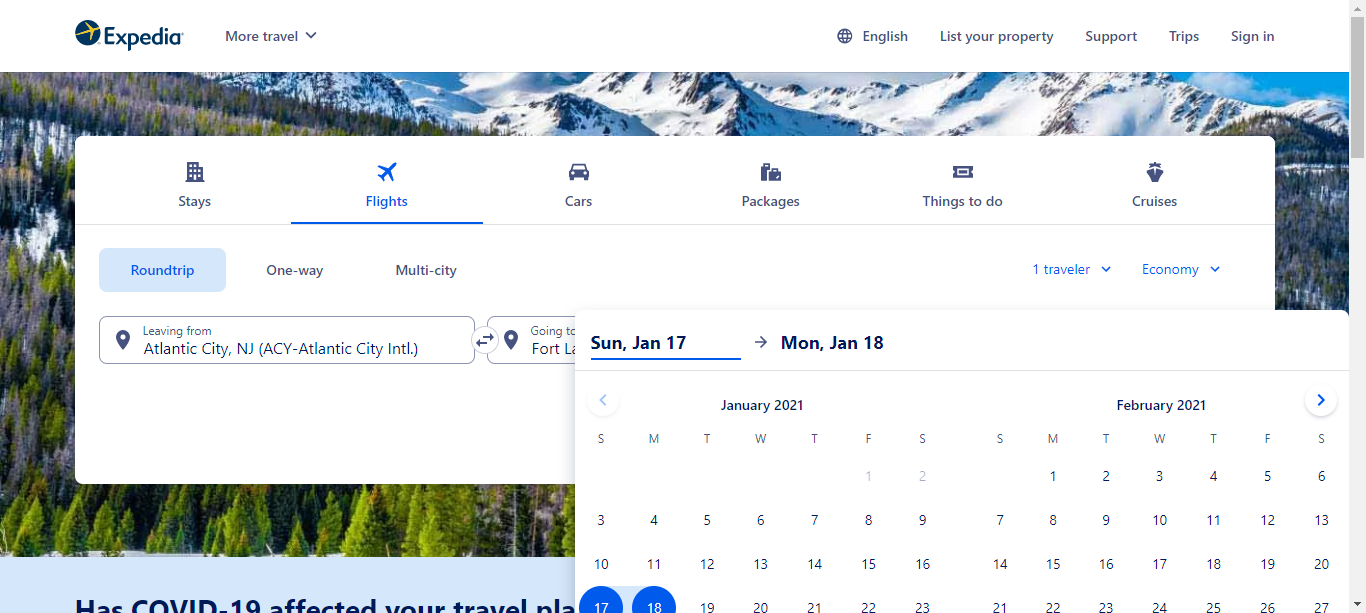 Expedia
More travel
English
List your property
Support
Trips
Sign in
Stays
Flights
Cars
Packages
Things to do
Cruises
Roundtrip
One-way
Multi-city
1 traveler
Economy
Leaving from
Atlantic City, NJ (ACY-Atlantic City Intl.)
Going to
Fort La
Sun, Jan 17
Mon, Jan 18
January 2021
S M T W T F S
1 2
3 4 5 6 7 8 9
10 11 12 13 14 15 16
17 18 19 20 21 22 23
February 2021
S M T W T F S
1 2 3 4 5 6
7 8 9 10 11 12 13
14 15 16 17 18 19 20
21 22 23 24 25 26 27
Has COVID-19 affected your travel pla